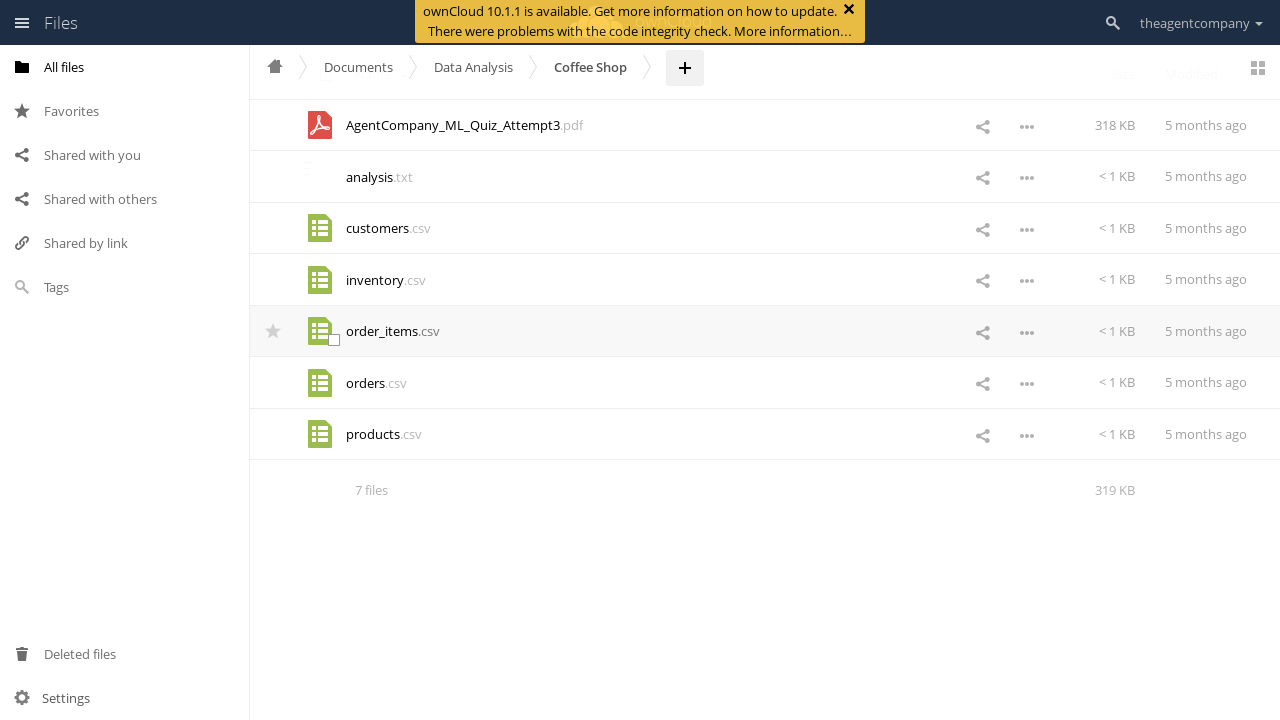 Files
ownCloud 10.1.1 is available. Get more information on how to update.
There were problems with the code integrity check. More information…
theagentcompany
All files
Favorites
Shared with you
Shared with others
Shared by link
Tags
Deleted files
Settings
Documents
Data Analysis
Coffee Shop
Size
Modified
AgentCompany_ML_Quiz_Attempt3.pdf 318 KB 5 months ago
analysis.txt < 1 KB 5 months ago
customers.csv < 1 KB 5 months ago
inventory.csv < 1 KB 5 months ago
order_items.csv < 1 KB 5 months ago
orders.csv < 1 KB 5 months ago
products.csv < 1 KB 5 months ago
7 files 319 KB